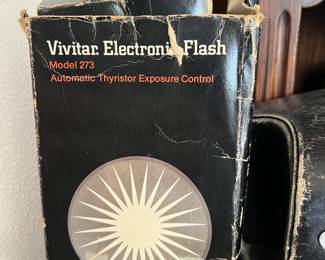 Vivitar. Electronic Flash
Model 273
Automatic Thyristor Exposure Control